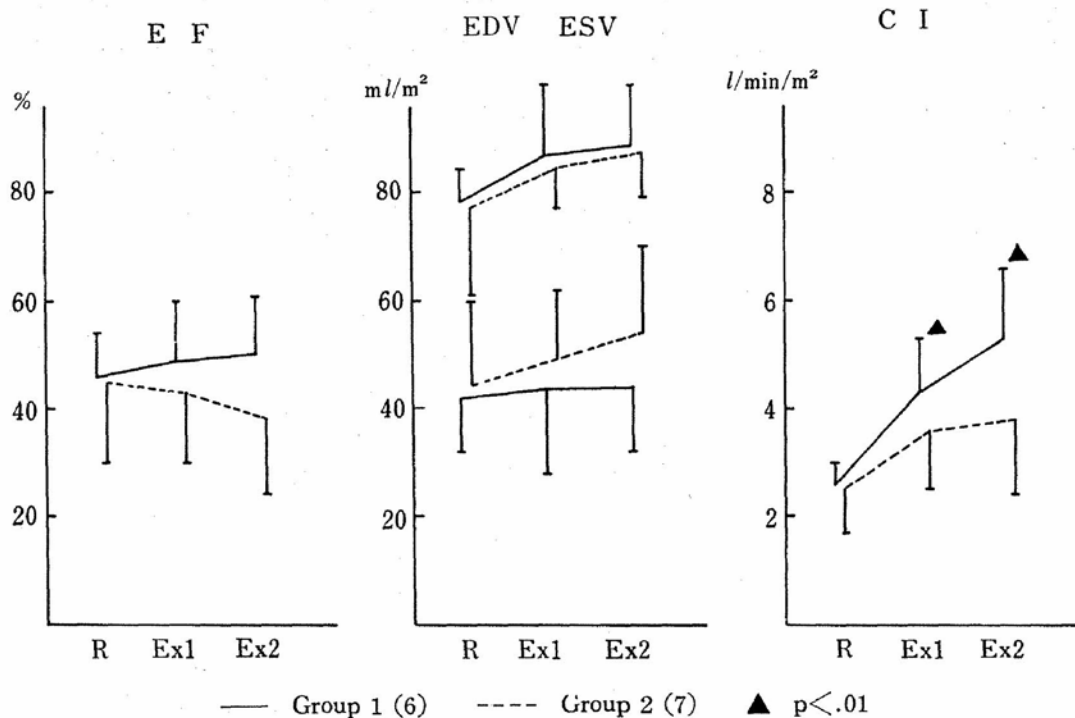 E F
EDV ESV
C I
%
ml/m²
l/min/m²
80
60
40
20
80
60
40
20
8
6
4
2
R Ex1 Ex2
R Ex1 Ex2
R Ex1 Ex2
—— Group 1 (6) ---- Group 2 (7) ▲ p<.01